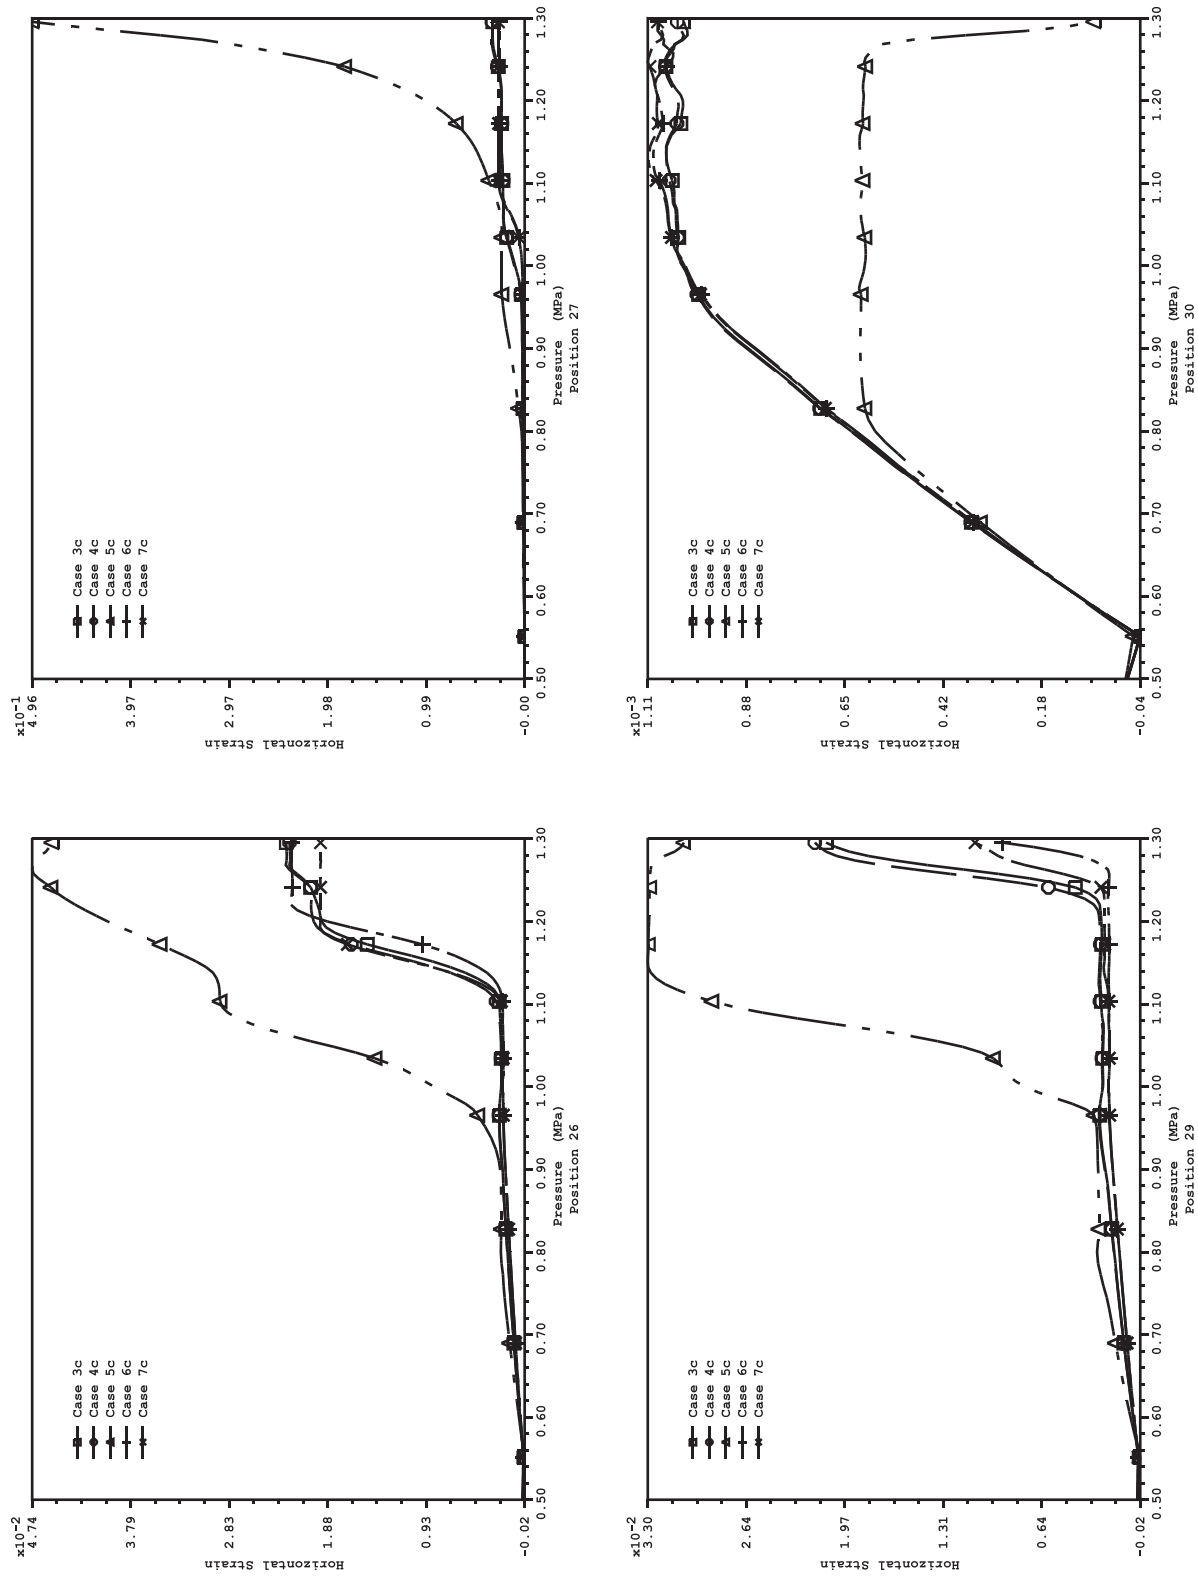 ×10-1
4.96
3.97
2.97
1.98
0.99
-0.00
Horizontal Strain
Case 3c
Case 4c
Case 5c
Case 6c
Case 7c
0.50
0.60
0.70
0.80
0.90
1.00
1.10
1.20
1.30
Pressure (MPa)
Position 27
×10-3
1.11
0.88
0.65
0.42
0.18
-0.04
Horizontal Strain
Case 3c
Case 4c
Case 5c
Case 6c
Case 7c
0.50
0.60
0.70
0.80
0.90
1.00
1.10
1.20
1.30
Pressure (MPa)
Position 30
×10-2
4.74
3.79
2.83
1.88
0.93
-0.02
Horizontal Strain
Case 3c
Case 4c
Case 5c
Case 6c
Case 7c
0.50
0.60
0.70
0.80
0.90
1.00
1.10
1.20
1.30
Pressure (MPa)
Position 26
×10-2
3.30
2.64
1.97
1.31
0.64
-0.02
Horizontal Strain
Case 3c
Case 4c
Case 5c
Case 6c
Case 7c
0.50
0.60
0.70
0.80
0.90
1.00
1.10
1.20
1.30
Pressure (MPa)
Position 29